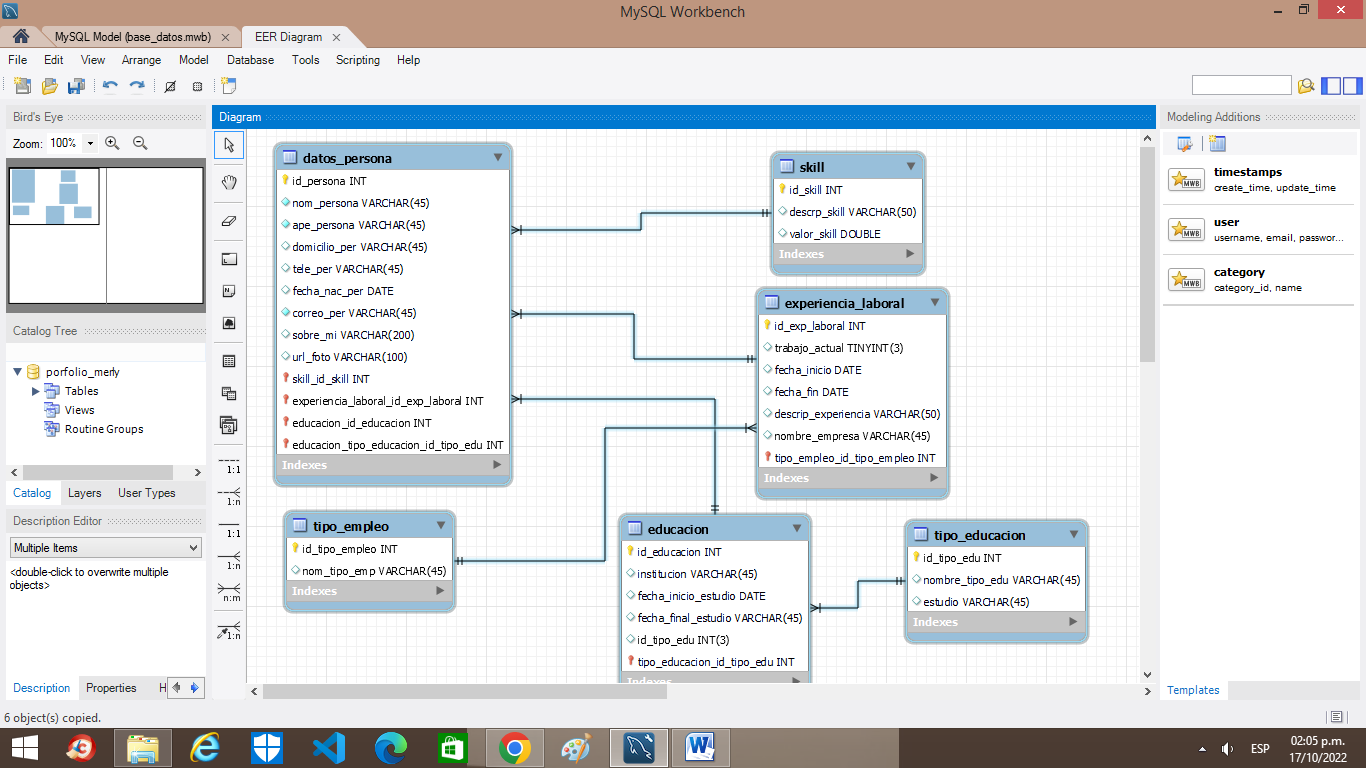 MySQL Workbench
MySQL Model (base_datos.mwb)
EER Diagram
File Edit View Arrange Model Database Tools Scripting Help
Bird's Eye
Zoom: 100%
Catalog Tree
porfolio_merly
Tables
Views
Routine Groups
Catalog Layers User Types
Description Editor
Multiple Items
<double-click to overwrite multiple
objects>
Description Properties H
6 object(s) copied.
1:1
1:n
1:1
1:n
n:m
1:n
Diagram
datos_persona
id_persona INT
nom_persona VARCHAR(45)
ape_persona VARCHAR(45)
domicilio_per VARCHAR(45)
tele_per VARCHAR(45)
fecha_nac_per DATE
correo_per VARCHAR(45)
sobre_mi VARCHAR(200)
url_foto VARCHAR(100)
skill_id_skill INT
experiencia_laboral_id_exp_laboral INT
educacion_id_educacion INT
educacion_tipo_educacion_id_tipo_edu INT
Indexes
skill
id_skill INT
descrp_skill VARCHAR(50)
valor_skill DOUBLE
Indexes
experiencia_laboral
id_exp_laboral INT
trabajo_actual TINYINT(3)
fecha_inicio DATE
fecha_fin DATE
descrip_experiencia VARCHAR(50)
nombre_empresa VARCHAR(45)
tipo_empleo_id_tipo_empleo INT
Indexes
tipo_empleo
id_tipo_empleo INT
nom_tipo_emp VARCHAR(45)
Indexes
educacion
id_educacion INT
institucion VARCHAR(45)
fecha_inicio_estudio DATE
fecha_final_estudio VARCHAR(45)
id_tipo_edu INT(3)
tipo_educacion_id_tipo_edu INT
Indexes
tipo_educacion
id_tipo_edu INT
nombre_tipo_edu VARCHAR(45)
estudio VARCHAR(45)
Indexes
Modeling Additions
MWB
timestamps
create_time, update_time
MWB
user
username, email, passwor...
MWB
category
category_id, name
Templates
ESP
02:05 p.m.
17/10/2022